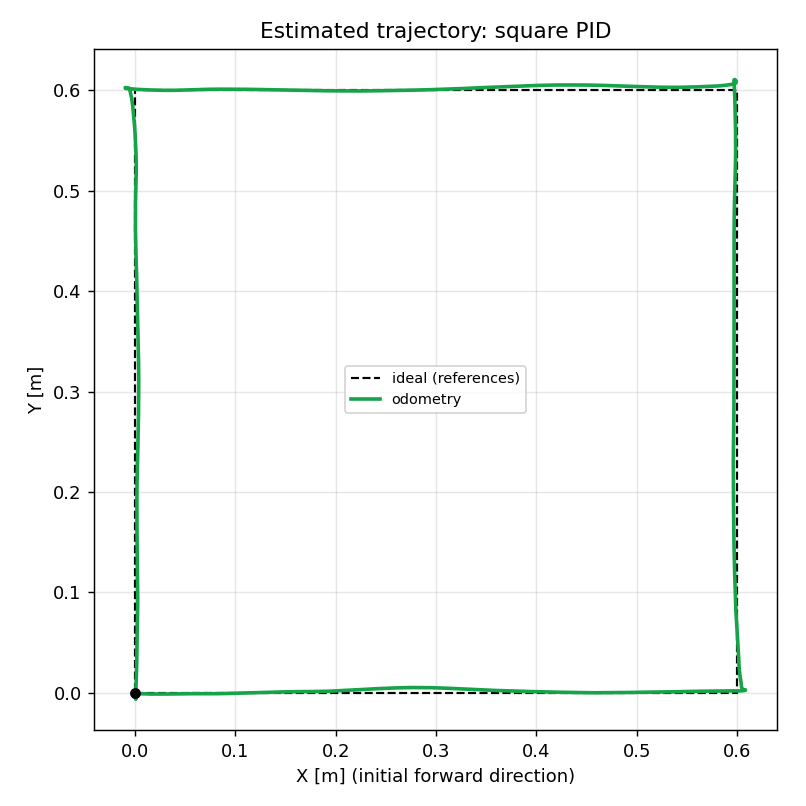 Estimated trajectory: square PID
0.6
0.5
0.4
0.3
0.2
0.1
0.0
Y [m]
ideal (references)
odometry
0.0 0.1 0.2 0.3 0.4 0.5 0.6
X [m] (initial forward direction)